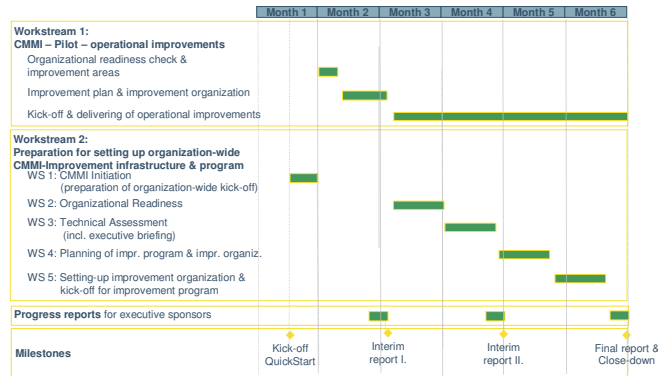 Month 1 Month 2 Month 3 Month 4 Month 5 Month 6
Workstream 1:
CMMI – Pilot – operational improvements
Organizational readiness check &
improvement areas
Improvement plan & improvement organization
Kick-off & delivering of operational improvements
Workstream 2:
Preparation for setting up organization-wide
CMMI-Improvement infrastructure & program
WS 1: CMMI Initiation
(preparation of organization-wide kick-off)
WS 2: Organizational Readiness
WS 3: Technical Assessment
(incl. executive briefing)
WS 4: Planning of impr. program & impr. organiz.
WS 5: Setting-up improvement organization &
kick-off for improvement program
Progress reports for executive sponsors
Milestones
Kick-off
QuickStart
Interim
report I.
Interim
report II.
Final report &
Close-down